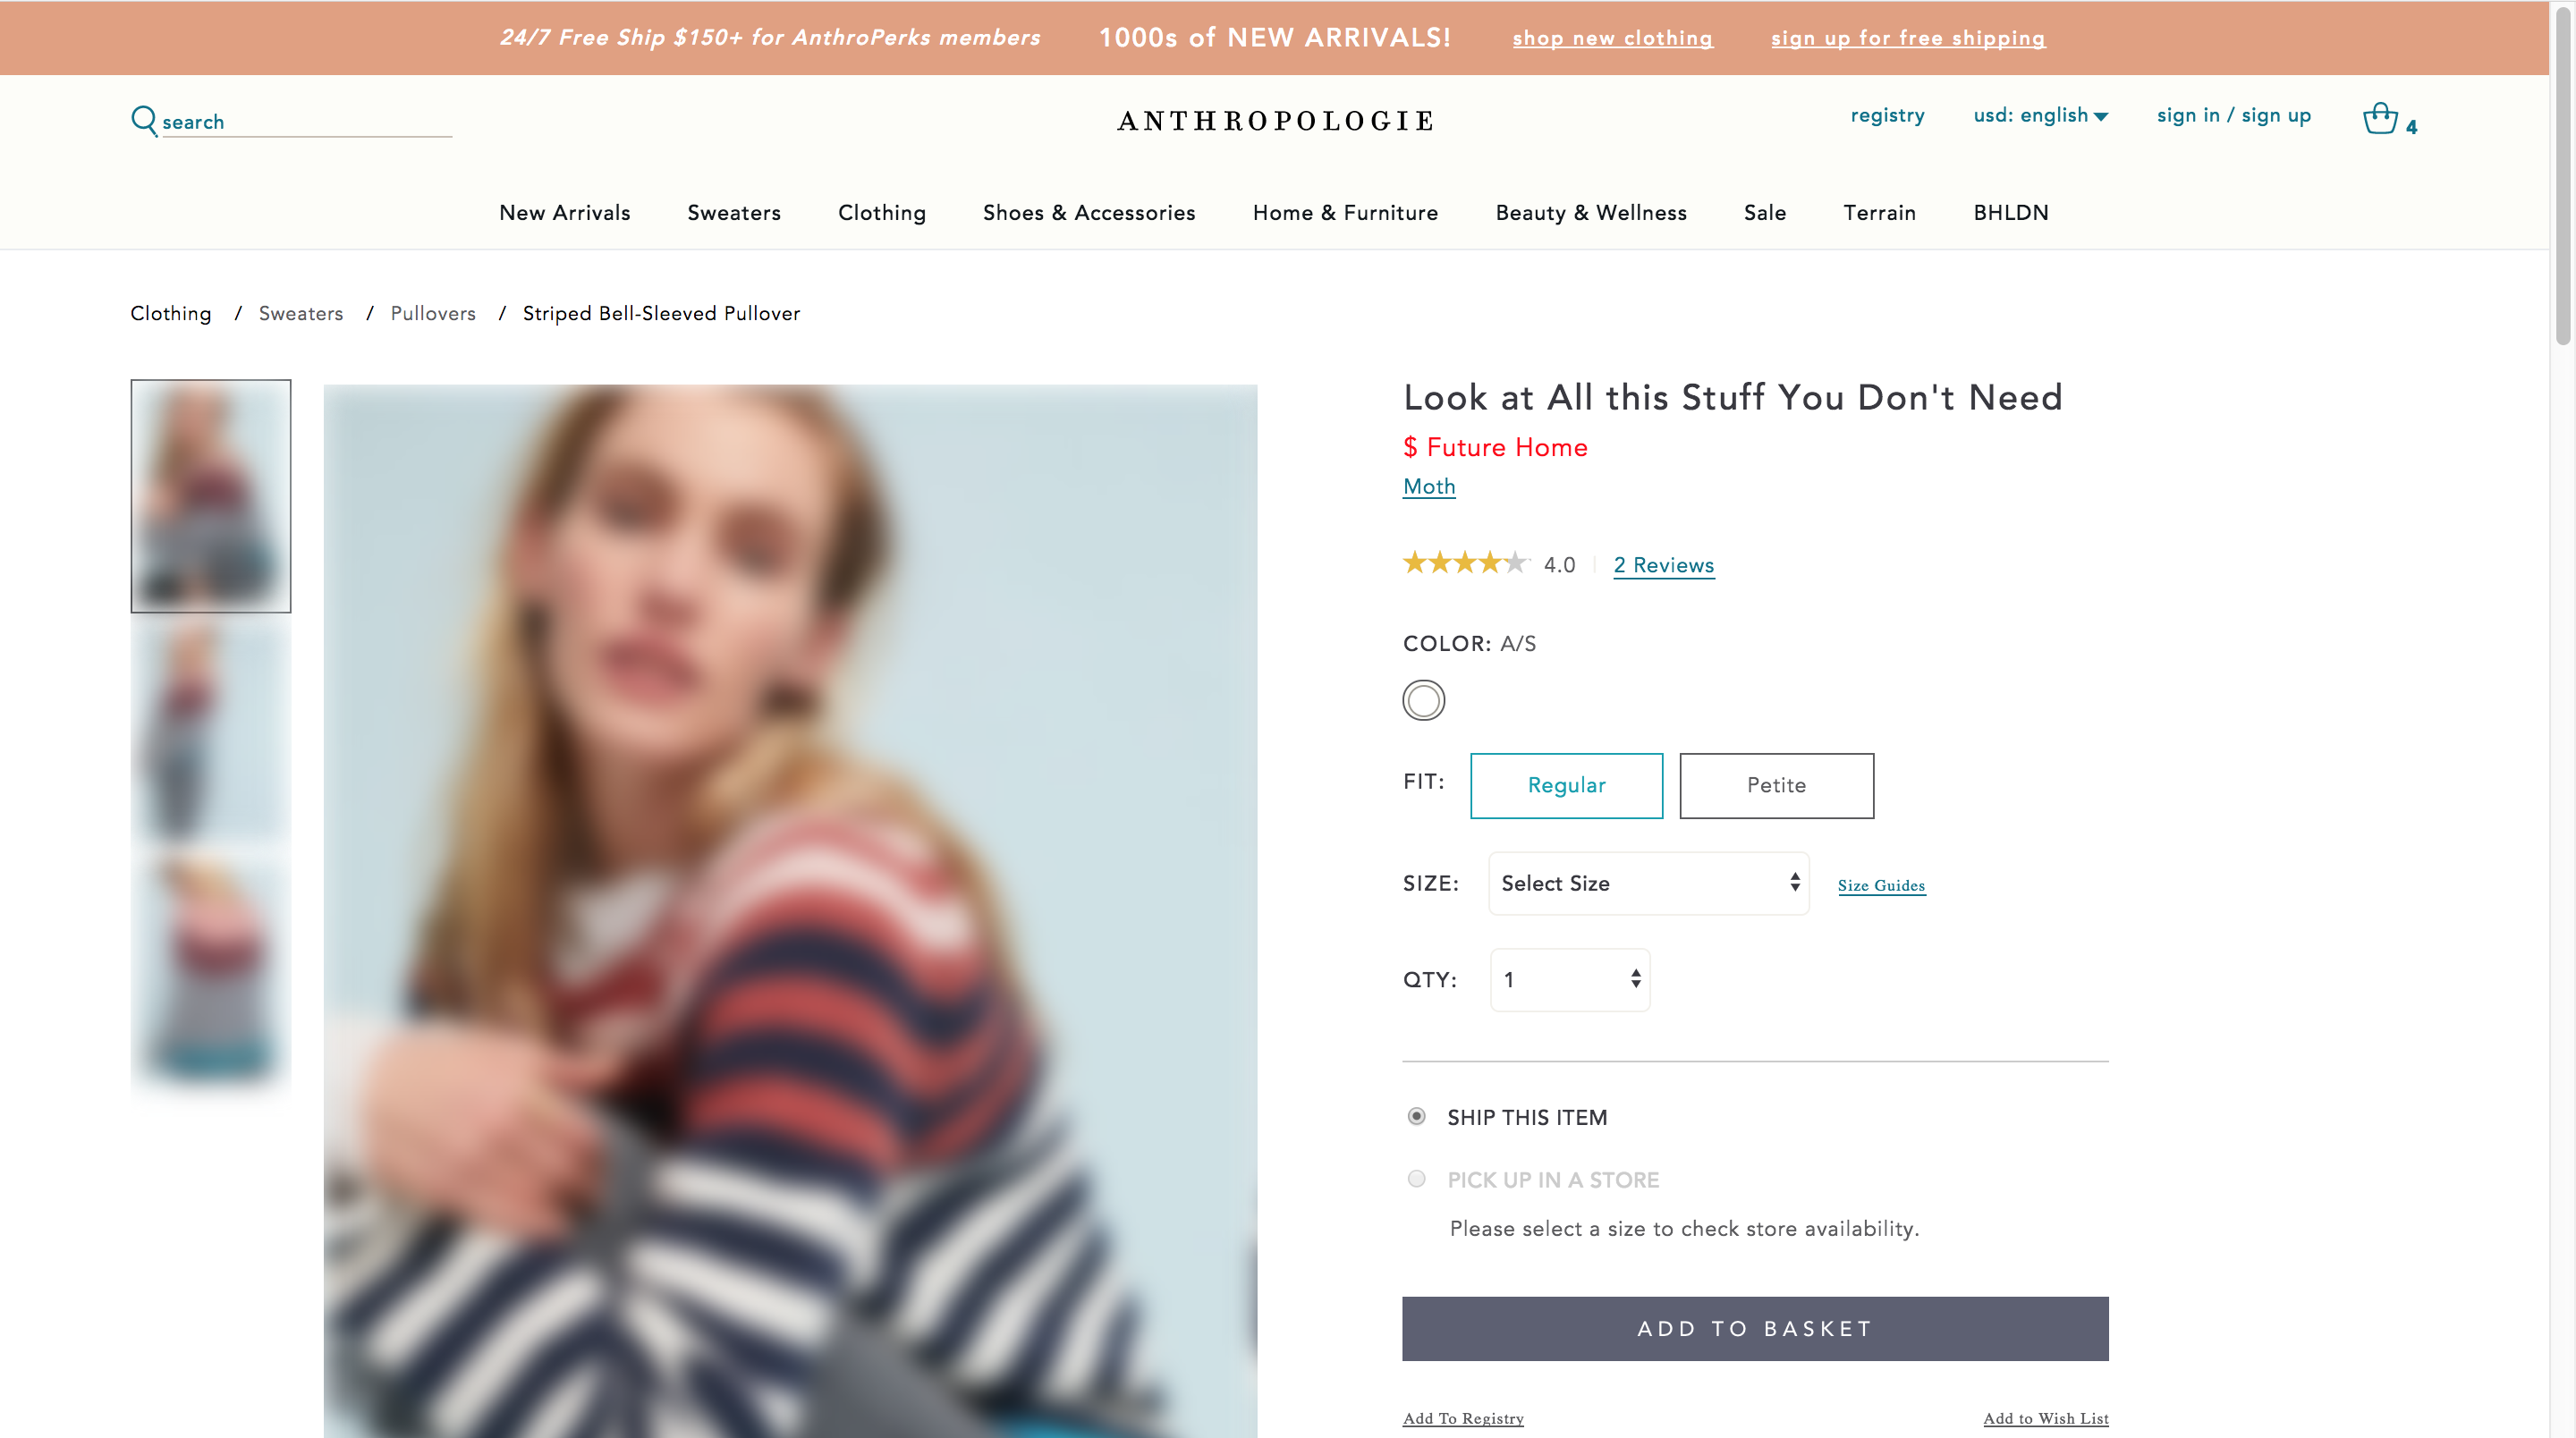 24/7 Free Ship $150+ for AnthroPerks members 1000s of NEW ARRIVALS! shop new clothing sign up for free shipping
search ANTHROPOLOGIE registry usd: english sign in / sign up 4
New Arrivals Sweaters Clothing Shoes & Accessories Home & Furniture Beauty & Wellness Sale Terrain BHLDN
Clothing / Sweaters / Pullovers / Striped Bell-Sleeved Pullover
Look at All this Stuff You Don't Need
$ Future Home
Moth
4.0 2 Reviews
COLOR: A/S
FIT: Regular Petite
SIZE: Select Size Size Guides
QTY: 1
SHIP THIS ITEM
PICK UP IN A STORE
Please select a size to check store availability.
ADD TO BASKET
Add To Registry Add to Wish List